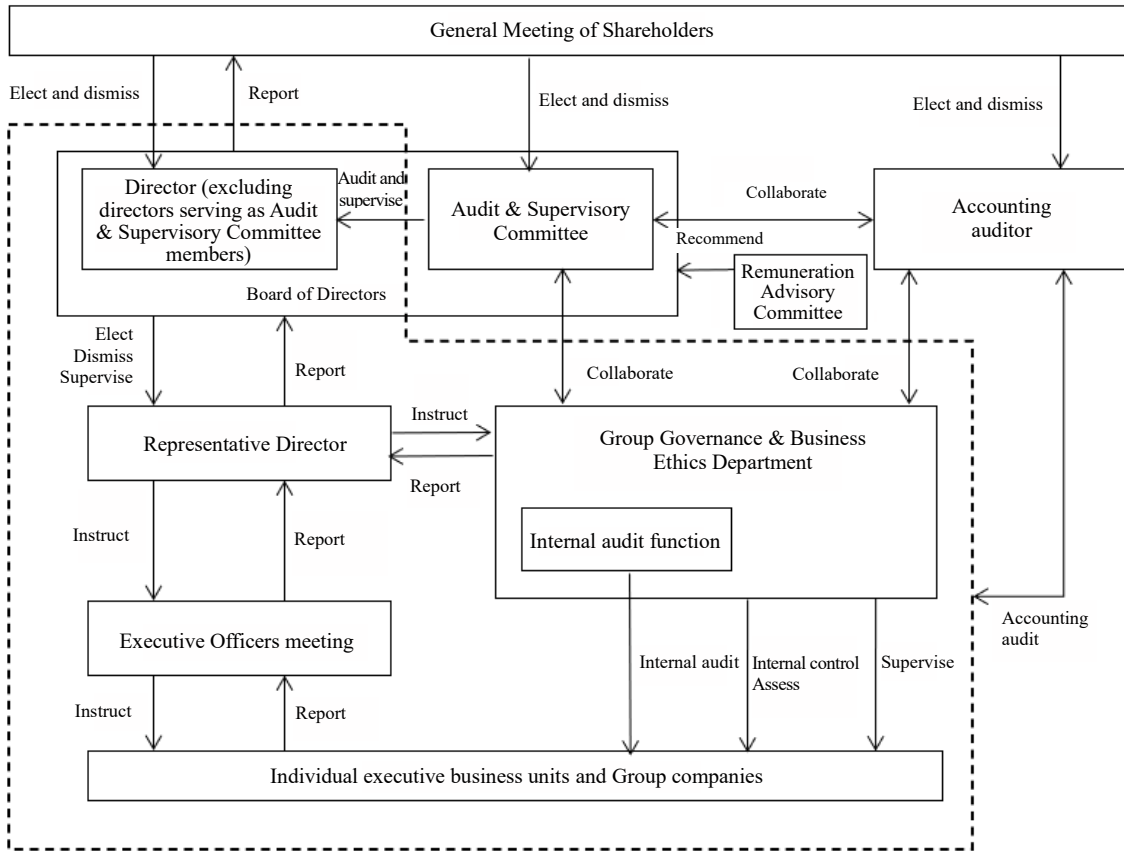 General Meeting of Shareholders
Elect and dismiss
Report
Elect and dismiss
Elect and dismiss
Director (excluding
directors serving as Audit
& Supervisory Committee
members)
Audit and
supervise
Audit & Supervisory
Committee
Collaborate
Accounting
auditor
Recommend
Remuneration
Advisory
Committee
Board of Directors
Elect
Dismiss
Supervise
Report
Collaborate
Collaborate
Representative Director
Instruct
Report
Group Governance & Business
Ethics Department
Internal audit function
Instruct
Report
Executive Officers meeting
Accounting
audit
Internal audit
Internal control
Assess
Supervise
Instruct
Report
Individual executive business units and Group companies